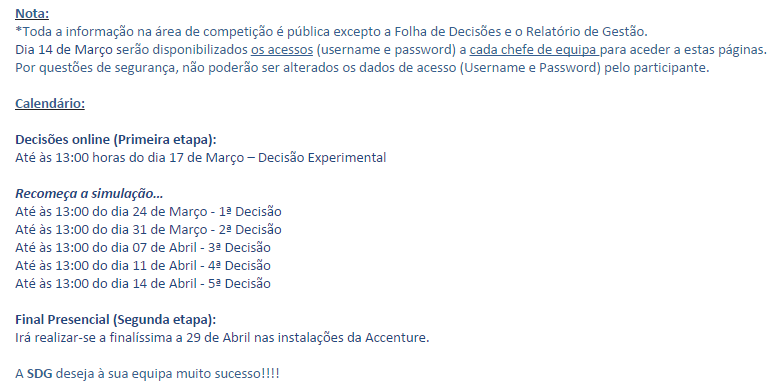 Nota:
*Toda a informação na área de competição é pública excepto a Folha de Decisões e o Relatório de Gestão.
Dia 14 de Março serão disponibilizados os acessos (username e password) a cada chefe de equipa para aceder a estas páginas.
Por questões de segurança, não poderão ser alterados os dados de acesso (Username e Password) pelo participante.
Calendário:
Decisões online (Primeira etapa):
Até às 13:00 horas do dia 17 de Março – Decisão Experimental
Recomeça a simulação...
Até às 13:00 do dia 24 de Março - 1ª Decisão
Até às 13:00 do dia 31 de Março - 2ª Decisão
Até às 13:00 do dia 07 de Abril - 3ª Decisão
Até às 13:00 do dia 11 de Abril - 4ª Decisão
Até às 13:00 do dia 14 de Abril - 5ª Decisão
Final Presencial (Segunda etapa):
Irá realizar-se a finalíssima a 29 de Abril nas instalações da Accenture.
A SDG deseja à sua equipa muito sucesso!!!!